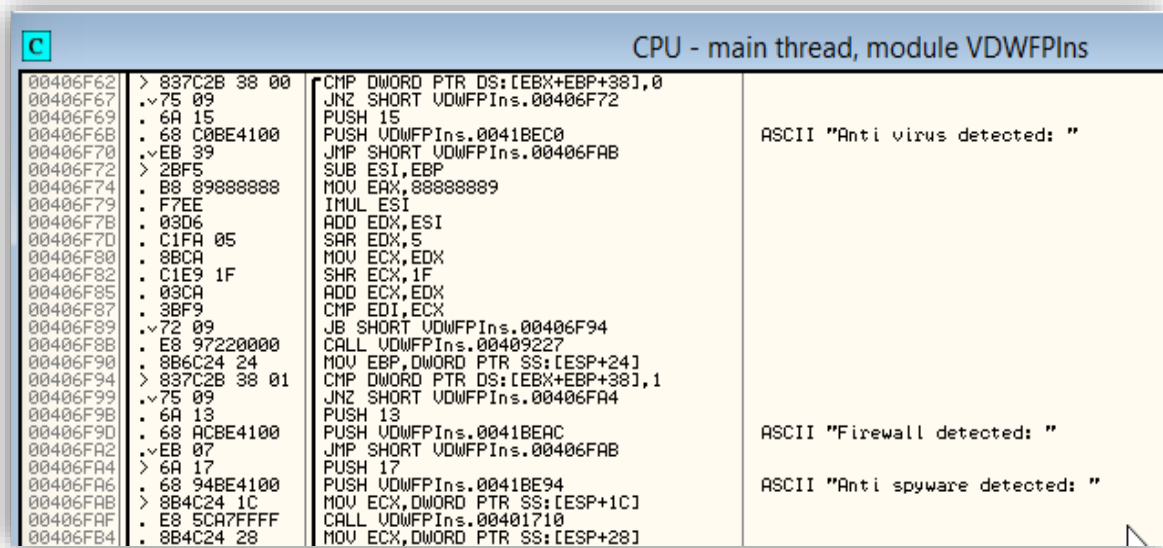 C CPU - main thread, module VDWFPIns
00406F62 > 837C2B 38 00 CMP DWORD PTR DS:[EBX+EBP+38],0
00406F67 .v75 09 JNZ SHORT VDWFPIns.00406F72
00406F69 . 6A 15 PUSH 15
00406F6B . 68 C0BE4100 PUSH VDWFPIns.0041BEC0 ASCII "Anti virus detected: "
00406F70 .vEB 39 JMP SHORT VDWFPIns.00406FAB
00406F72 > 2BF5 SUB ESI,EBP
00406F74 . B8 89888888 MOV EAX,88888889
00406F79 . F7EE IMUL ESI
00406F7B . 03D6 ADD EDX,ESI
00406F7D . C1FA 05 SAR EDX,5
00406F80 . 8BCA MOV ECX,EDX
00406F82 . C1E9 1F SHR ECX,1F
00406F85 . 03CA ADD ECX,EDX
00406F87 . 3BF9 CMP EDI,ECX
00406F89 .v72 09 JB SHORT VDWFPIns.00406F94
00406F8B . E8 97220000 CALL VDWFPIns.00409227
00406F90 . 8B6C24 24 MOV EBP,DWORD PTR SS:[ESP+24]
00406F94 > 837C2B 38 01 CMP DWORD PTR DS:[EBX+EBP+38],1
00406F99 .v75 09 JNZ SHORT VDWFPIns.00406FA4
00406F9B . 6A 13 PUSH 13
00406F9D . 68 ACBE4100 PUSH VDWFPIns.0041BEAC ASCII "Firewall detected: "
00406FA2 .vEB 07 JMP SHORT VDWFPIns.00406FAB
00406FA4 > 6A 17 PUSH 17
00406FA6 . 68 94BE4100 PUSH VDWFPIns.0041BE94 ASCII "Anti spyware detected: "
00406FAB > 8B4C24 1C MOV ECX,DWORD PTR SS:[ESP+1C]
00406FAF . E8 5CA7FFFF CALL VDWFPIns.00401710
00406FB4 . 8B4C24 28 MOV ECX,DWORD PTR SS:[ESP+28]